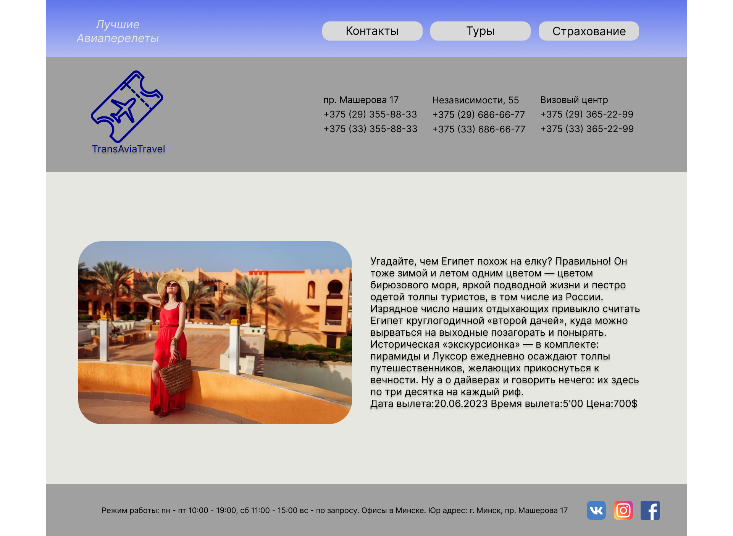 Лучшие
Авиаперелеты
Контакты
Туры
Страхование
TransAviaTravel
пр. Машерова 17
+375 (29) 355-88-33
+375 (33) 355-88-33
Независимости, 55
+375 (29) 686-66-77
+375 (33) 686-66-77
Визовый центр
+375 (29) 365-22-99
+375 (33) 365-22-99
Угадайте, чем Египет похож на елку? Правильно! Он
тоже зимой и летом одним цветом — цветом
бирюзового моря, яркой подводной жизни и пестро
одетой толпы туристов, в том числе из России.
Изрядное число наших отдыхающих привыкло считать
Египет круглогодичной «второй дачей», куда можно
вырваться на выходные позагорать и понырять.
Историческая «экскурсионка» — в комплекте:
пирамиды и Луксор ежедневно осаждают толпы
путешественников, желающих прикоснуться к
вечности. Ну а о дайверах и говорить нечего: их здесь
по три десятка на каждый риф.
Дата вылета:20.06.2023 Время вылета:5'00 Цена:700$
Режим работы: пн - пт 10:00 - 19:00, сб 11:00 - 15:00 вс - по запросу. Офисы в Минске. Юр адрес: г. Минск, пр. Машерова 17